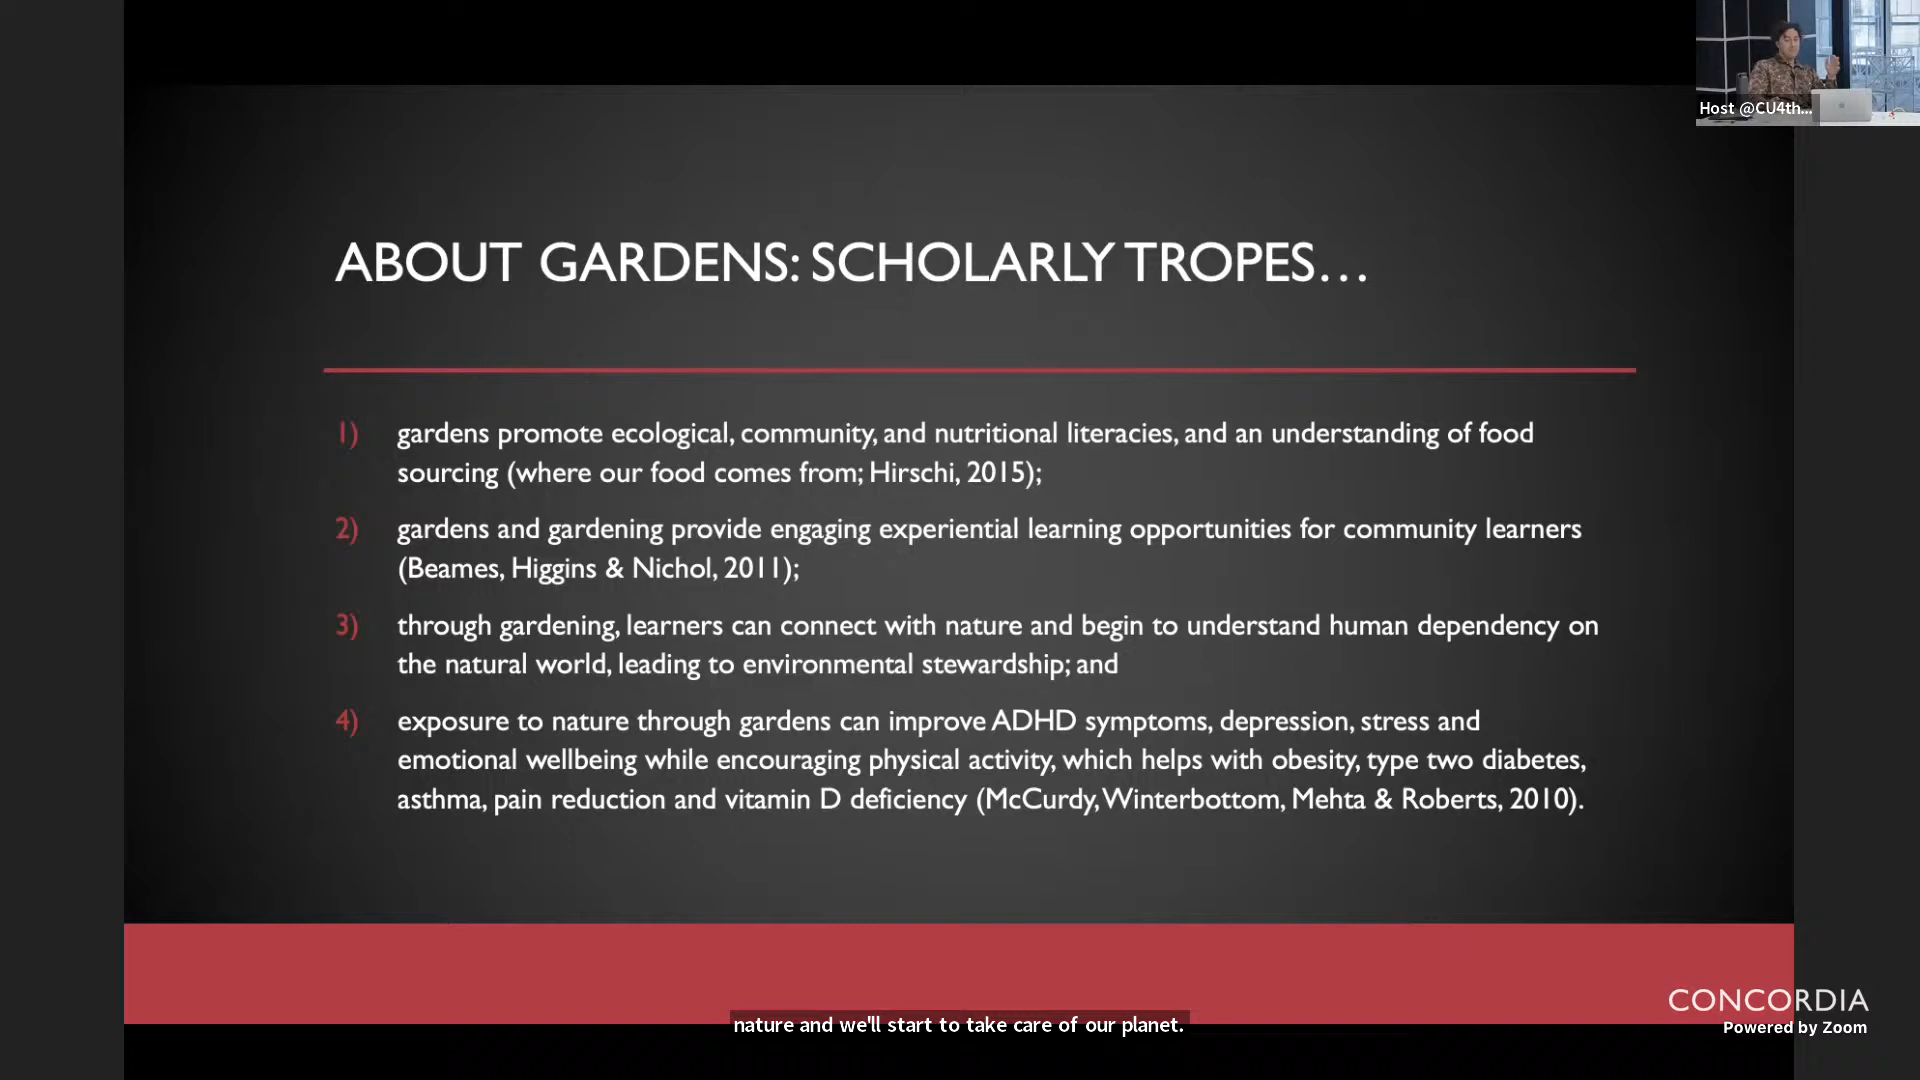 Host @CU4th...
ABOUT GARDENS: SCHOLARLY TROPES...
1) gardens promote ecological, community, and nutritional literacies, and an understanding of food
sourcing (where our food comes from; Hirschi, 2015);
2) gardens and gardening provide engaging experiential learning opportunities for community learners
(Beames, Higgins & Nichol, 2011);
3) through gardening, learners can connect with nature and begin to understand human dependency on
the natural world, leading to environmental stewardship; and
4) exposure to nature through gardens can improve ADHD symptoms, depression, stress and
emotional wellbeing while encouraging physical activity, which helps with obesity, type two diabetes,
asthma, pain reduction and vitamin D deficiency (McCurdy, Winterbottom, Mehta & Roberts, 2010).
CONCORDIA
nature and we'll start to take care of our planet.
Powered by Zoom